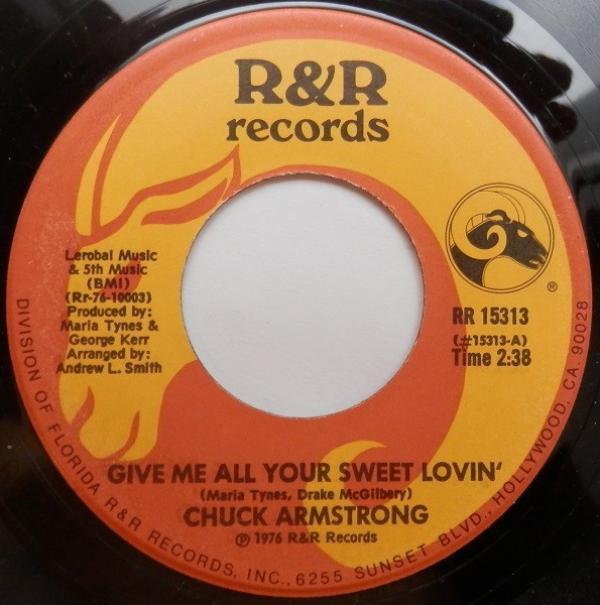 R&R
records
Lerobal Music
& 5th Music
(BMI)
(Rr-76-10003)
Produced by:
Maria Tynes &
George Kerr
Arranged by:
Andrew L. Smith
®
RR 15313
(#15313-A)
Time 2:38
GIVE ME ALL YOUR SWEET LOVIN'
(Maria Tynes, Drake McGilbery)
CHUCK ARMSTRONG
℗ 1976 R&R Records
DIVISION OF FLORIDA R&R RECORDS, INC., 6255 SUNSET BLVD., HOLLYWOOD, CA. 90028